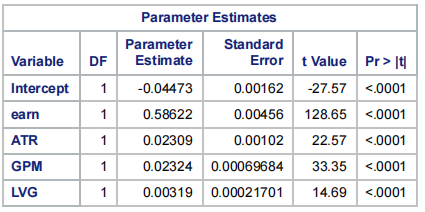 Parameter Estimates
Variable DF Parameter Estimate Standard Error t Value Pr > |t|
Intercept 1 -0.04473 0.00162 -27.57 <.0001
earn 1 0.58622 0.00456 128.65 <.0001
ATR 1 0.02309 0.00102 22.57 <.0001
GPM 1 0.02324 0.00069684 33.35 <.0001
LVG 1 0.00319 0.00021701 14.69 <.0001